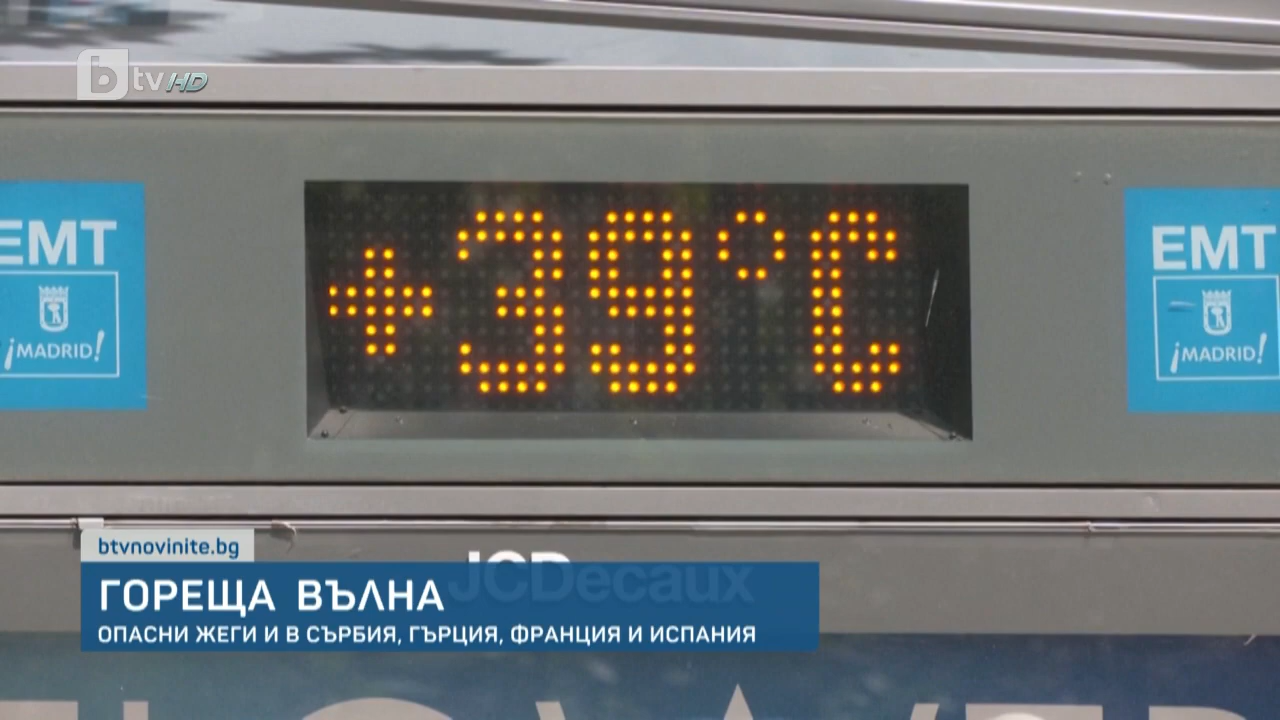 btv HD
EMT
¡MADRID!
+39°C
EMT
¡MADRID!
btvnovinite.bg
JCDecaux
ГОРЕЩА ВЪЛНА
ОПАСНИ ЖЕГИ И В СЪРБИЯ, ГЪРЦИЯ, ФРАНЦИЯ И ИСПАНИЯ